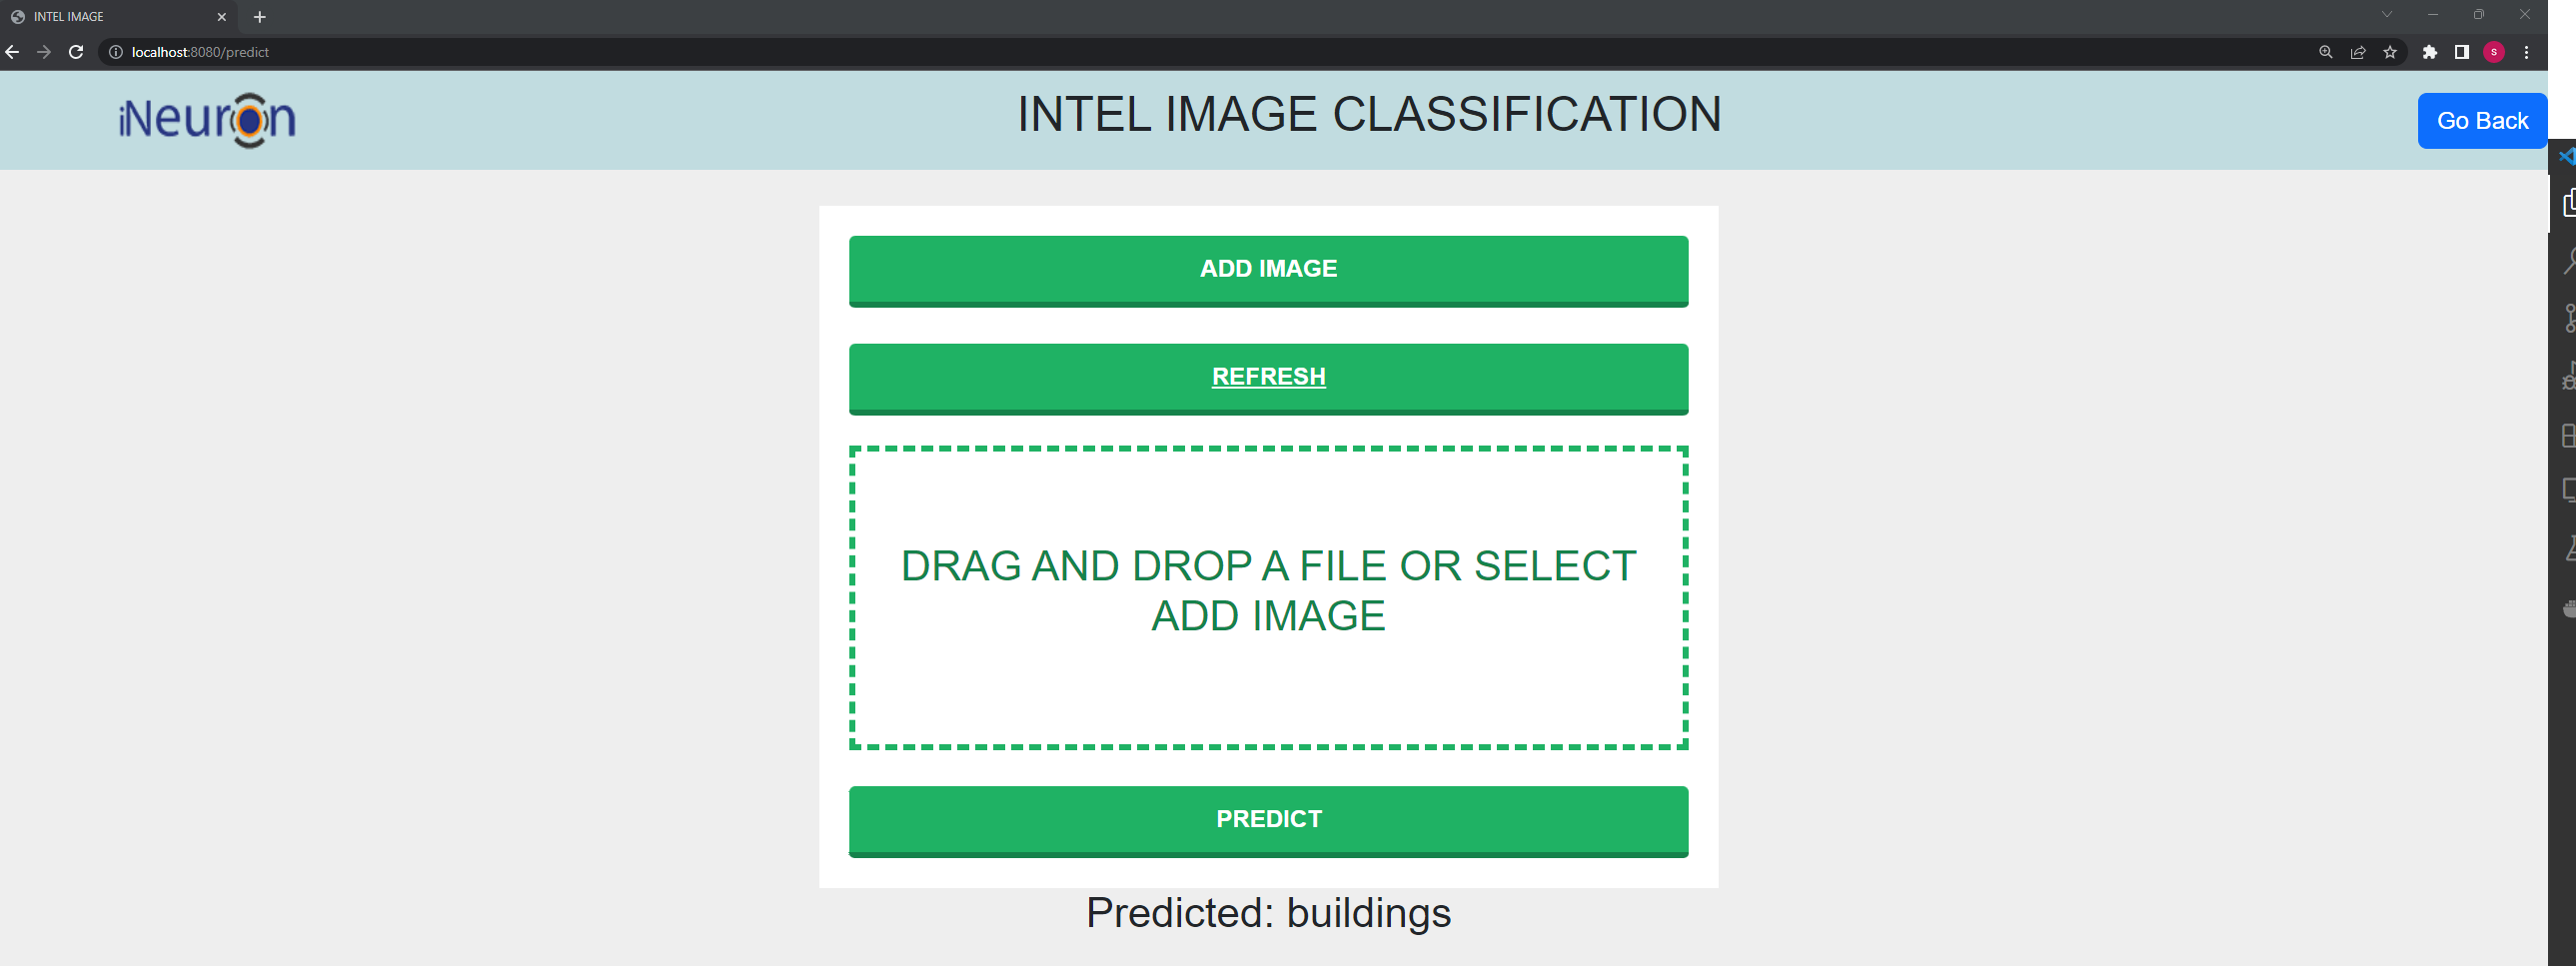 INTEL IMAGE
localhost:8080/predict
S
iNeuron
INTEL IMAGE CLASSIFICATION
Go Back
ADD IMAGE
REFRESH
DRAG AND DROP A FILE OR SELECT
ADD IMAGE
PREDICT
Predicted: buildings